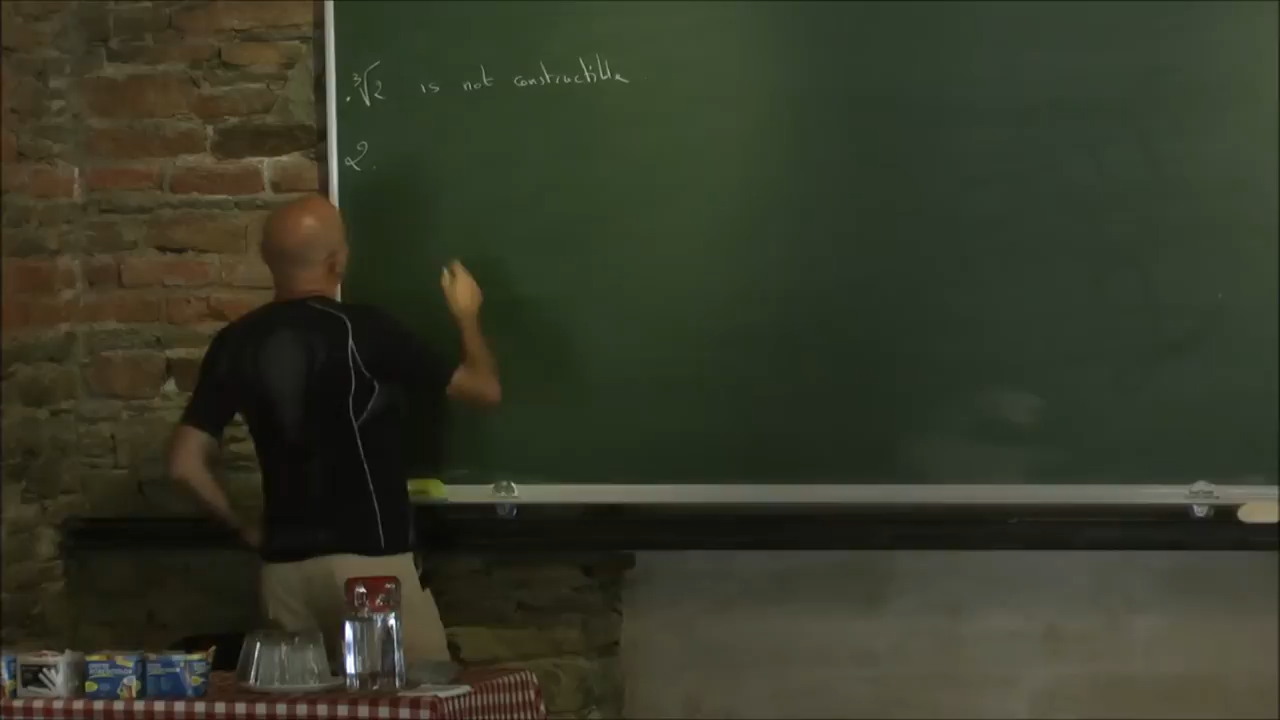 . ∛2 is not constructible
2.